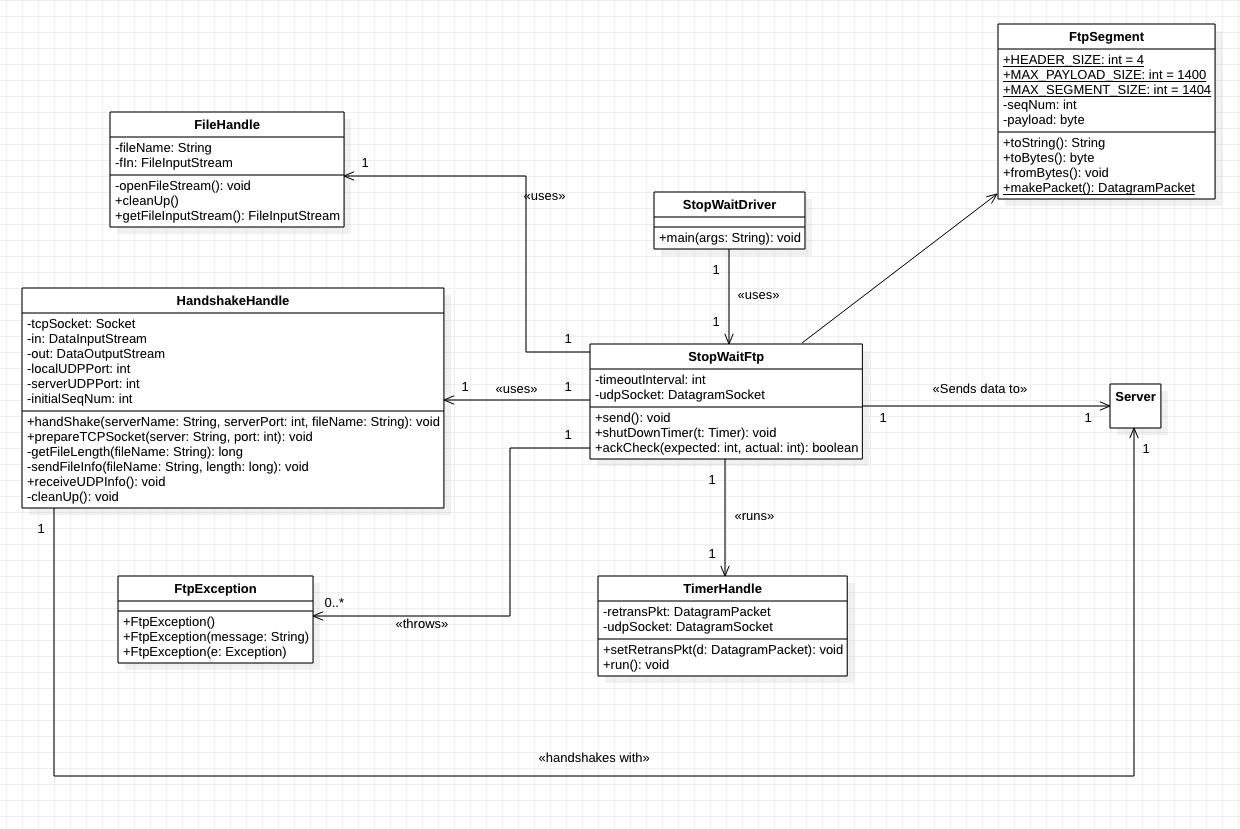 FtpSegment
+HEADER_SIZE: int = 4
+MAX_PAYLOAD_SIZE: int = 1400
+MAX_SEGMENT_SIZE: int = 1404
-seqNum: int
-payload: byte
+toString(): String
+toBytes(): byte
+fromBytes(): void
+makePacket(): DatagramPacket
FileHandle
-fileName: String
-fIn: FileInputStream
-openFileStream(): void
+cleanUp()
+getFileInputStream(): FileInputStream
1
«uses»
1
StopWaitDriver
+main(args: String): void
1
«uses»
1
HandshakeHandle
-tcpSocket: Socket
-in: DataInputStream
-out: DataOutputStream
-localUDPPort: int
-serverUDPPort: int
-initialSeqNum: int
+handShake(serverName: String, serverPort: int, fileName: String): void
+prepareTCPSocket(server: String, port: int): void
-getFileLength(fileName: String): long
-sendFileInfo(fileName: String, length: long): void
+receiveUDPInfo(): void
-cleanUp(): void
1
«uses»
1
StopWaitFtp
-timeoutInterval: int
-udpSocket: DatagramSocket
+send(): void
+shutDownTimer(t: Timer): void
+ackCheck(expected: int, actual: int): boolean
«Sends data to»
1
1
Server
1
1
1
«runs»
1
1
FtpException
+FtpException()
+FtpException(message: String)
+FtpException(e: Exception)
0..*
«throws»
TimerHandle
-retransPkt: DatagramPacket
-udpSocket: DatagramSocket
+setRetransPkt(d: DatagramPacket): void
+run(): void
«handshakes with»